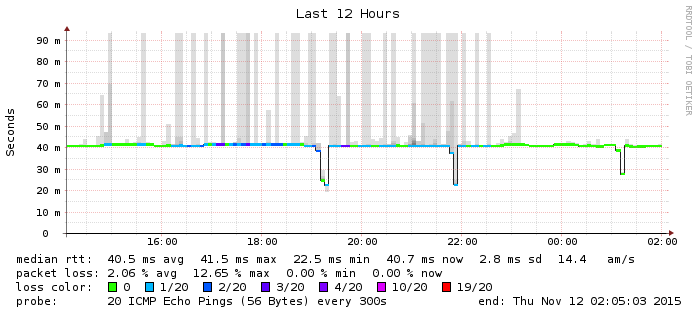 Last 12 Hours
RRDTOOL / TOBI OETIKER
Seconds
90 m
80 m
70 m
60 m
50 m
40 m
30 m
20 m
10 m
0
16:00 18:00 20:00 22:00 00:00 02:00
median rtt: 40.5 ms avg 41.5 ms max 22.5 ms min 40.7 ms now 2.8 ms sd 14.4 am/s
packet loss: 2.06 % avg 12.65 % max 0.00 % min 0.00 % now
loss color: 0 1/20 2/20 3/20 4/20 10/20 19/20
probe: 20 ICMP Echo Pings (56 Bytes) every 300s end: Thu Nov 12 02:05:03 2015